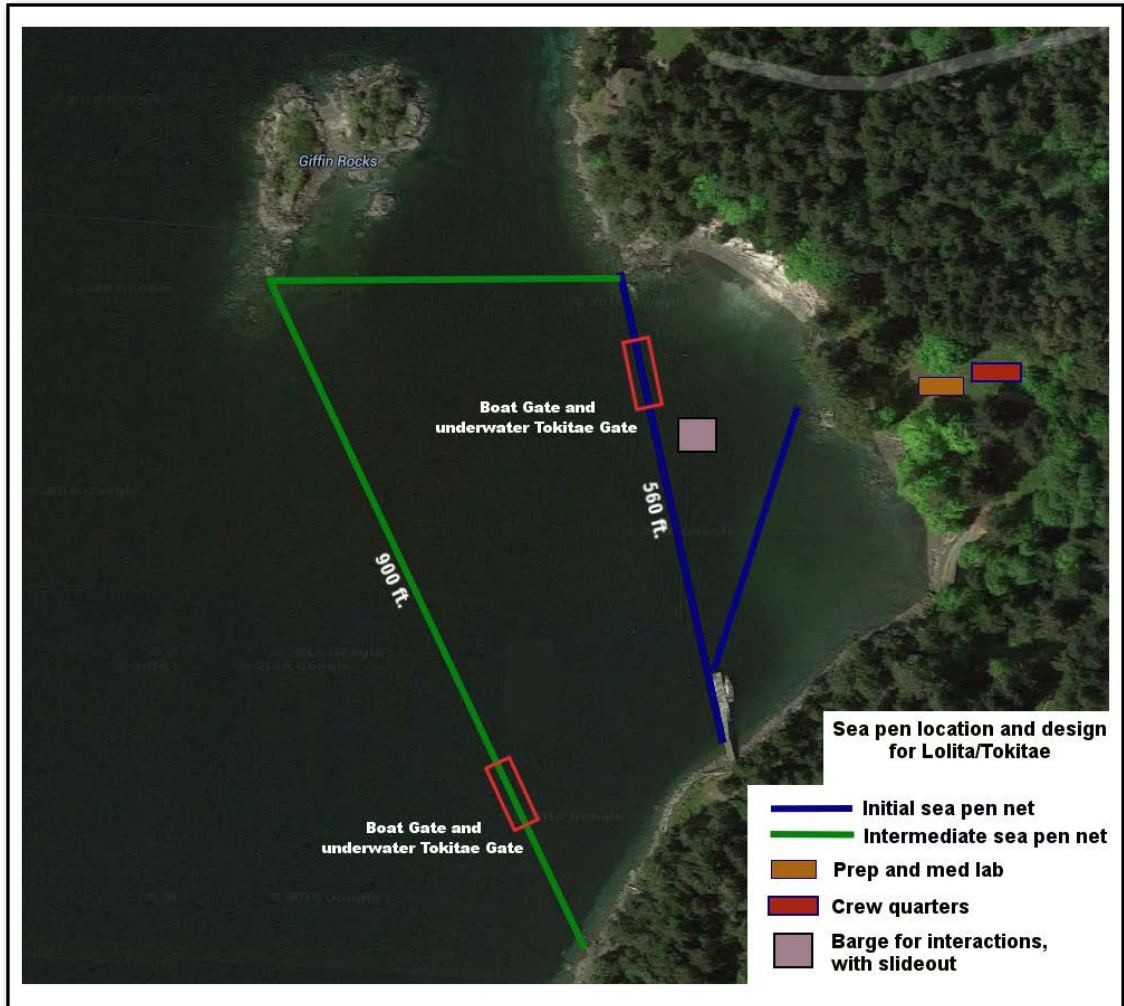 Giffin Rocks
Boat Gate and
underwater Tokitae Gate
560 ft.
900 ft.
Boat Gate and
underwater Tokitae Gate
Sea pen location and design
for Lolita/Tokitae
Initial sea pen net
Intermediate sea pen net
Prep and med lab
Crew quarters
Barge for interactions,
with slideout